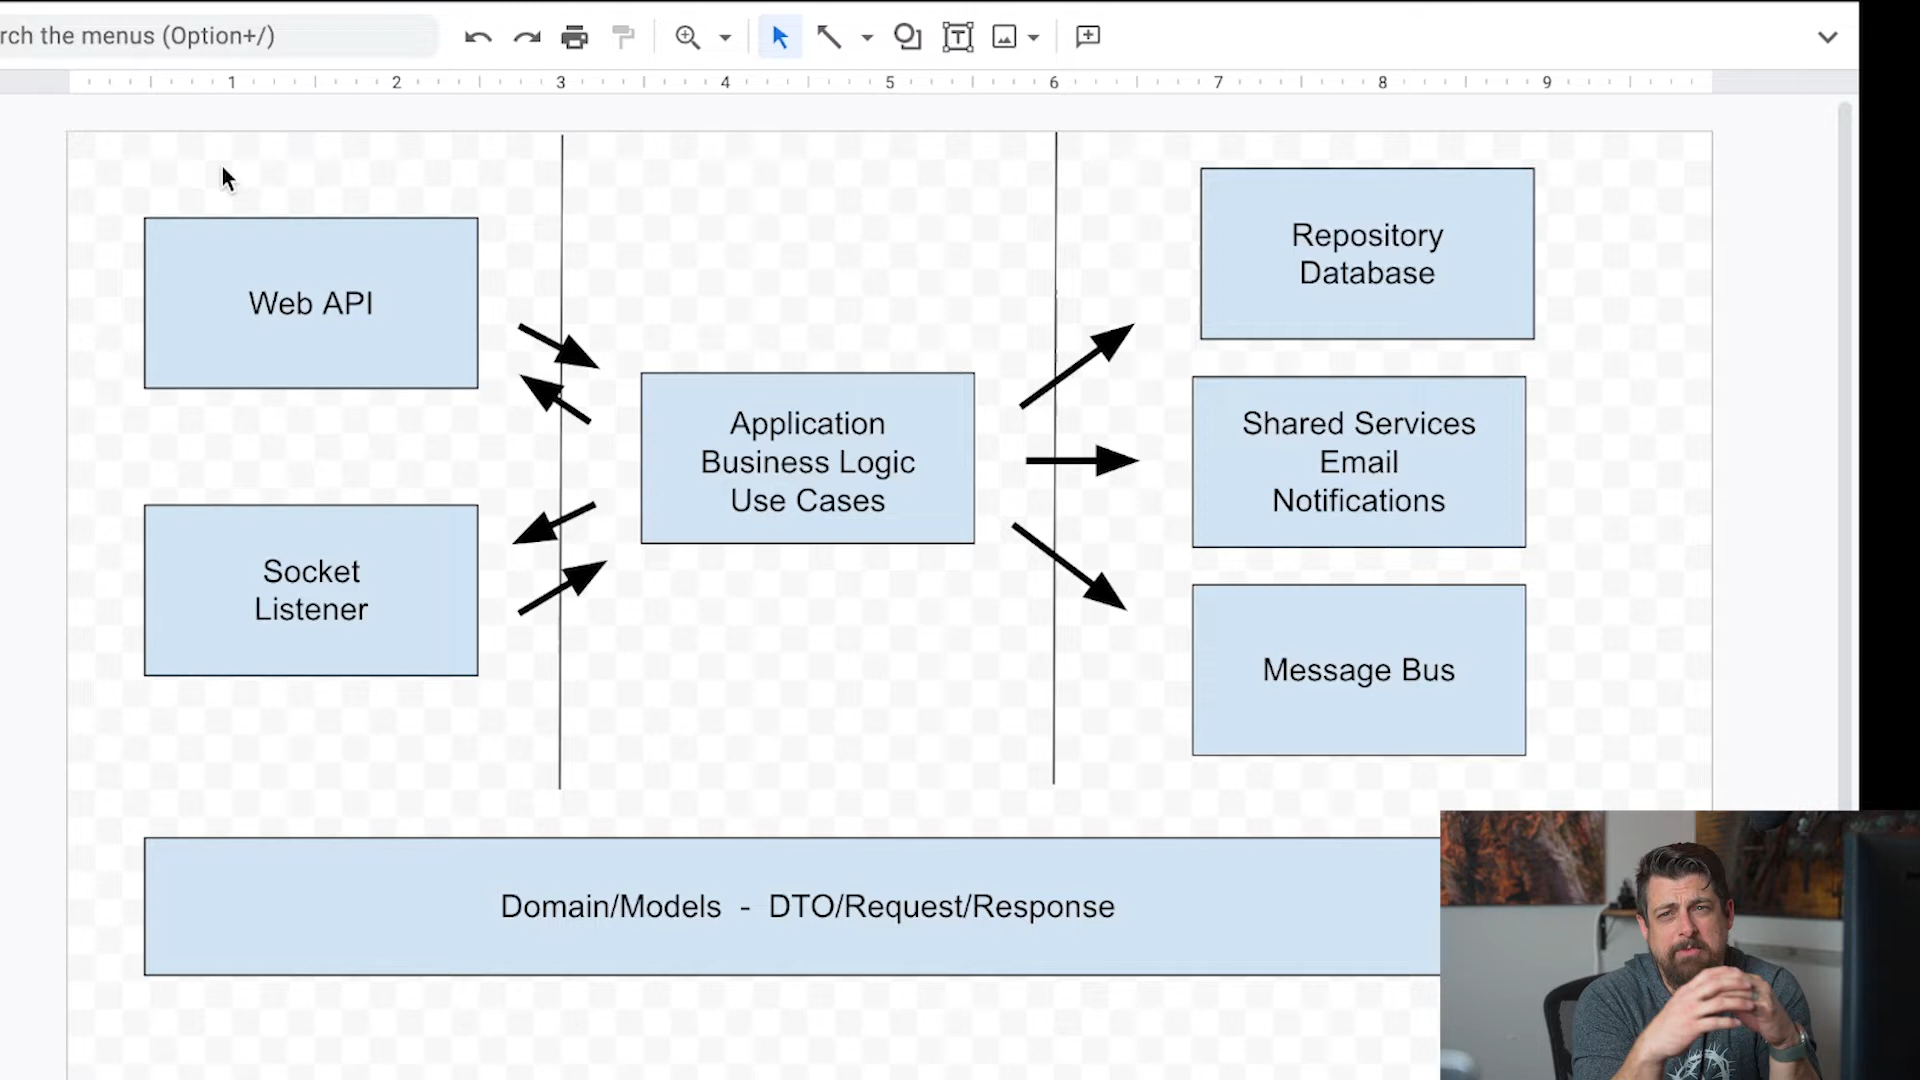 rch the menus (Option+/)
1 2 3 4 5 6 7 8 9
Web API
Socket
Listener
Application
Business Logic
Use Cases
Repository
Database
Shared Services
Email
Notifications
Message Bus
Domain/Models - DTO/Request/Response